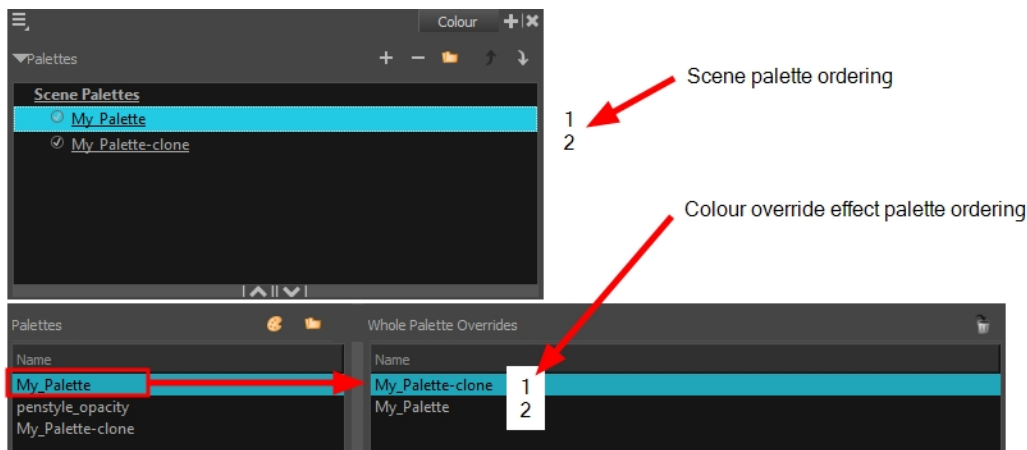 Colour
Palettes
Scene Palettes
My_Palette
My_Palette-clone
Scene palette ordering
1
2
Colour override effect palette ordering
Palettes
Whole Palette Overrides
Name
Name
My_Palette
My_Palette-clone 1
penstyle_opacity
My_Palette 2
My_Palette-clone